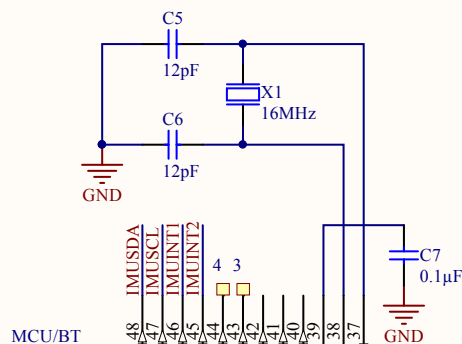 C5
12pF
X1
16MHz
C6
12pF
GND
IMUSDA
IMUSCL
IMUINT1
IMUINT2
4 3
C7
0.1µF
GND
MCU/BT
48 47 46 45 44 43 42 41 40 39 38 37